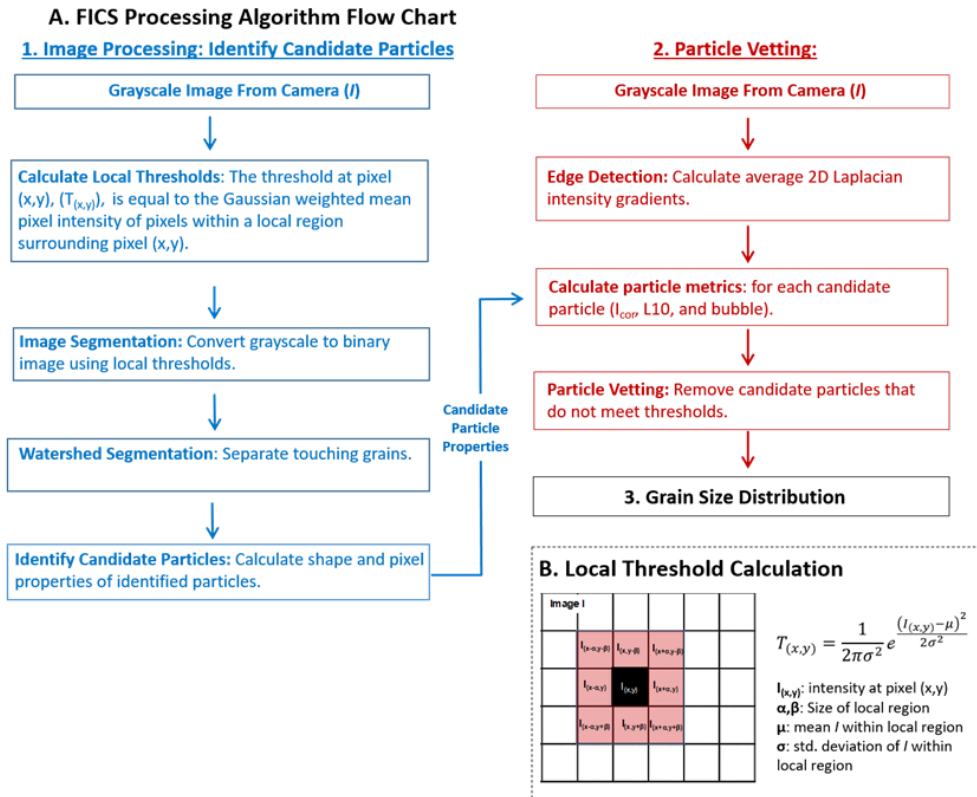 A. FICS Processing Algorithm Flow Chart
1. Image Processing: Identify Candidate Particles
Grayscale Image From Camera (I)
Calculate Local Thresholds: The threshold at pixel
(x,y), (T(x,y)), is equal to the Gaussian weighted mean
pixel intensity of pixels within a local region
surrounding pixel (x,y).
Image Segmentation: Convert grayscale to binary
image using local thresholds.
Watershed Segmentation: Separate touching grains.
Identify Candidate Particles: Calculate shape and pixel
properties of identified particles.
Candidate
Particle
Properties
2. Particle Vetting:
Grayscale Image From Camera (I)
Edge Detection: Calculate average 2D Laplacian
intensity gradients.
Calculate particle metrics: for each candidate
particle (Icor, L10, and bubble).
Particle Vetting: Remove candidate particles that
do not meet thresholds.
3. Grain Size Distribution
B. Local Threshold Calculation
Image I
I(x-α,y-β) I(x,y-β) I(x+α,y-β)
I(x-α,y) I(x,y) I(x+α,y)
I(x-α,y+β) I(x,y+β) I(x+α,y+β)
T(x,y) = 1/(2πσ²) e^((I(x,y)−μ)²/(2σ²))
I(x,y): intensity at pixel (x,y)
α,β: Size of local region
μ: mean I within local region
σ: std. deviation of I within
local region